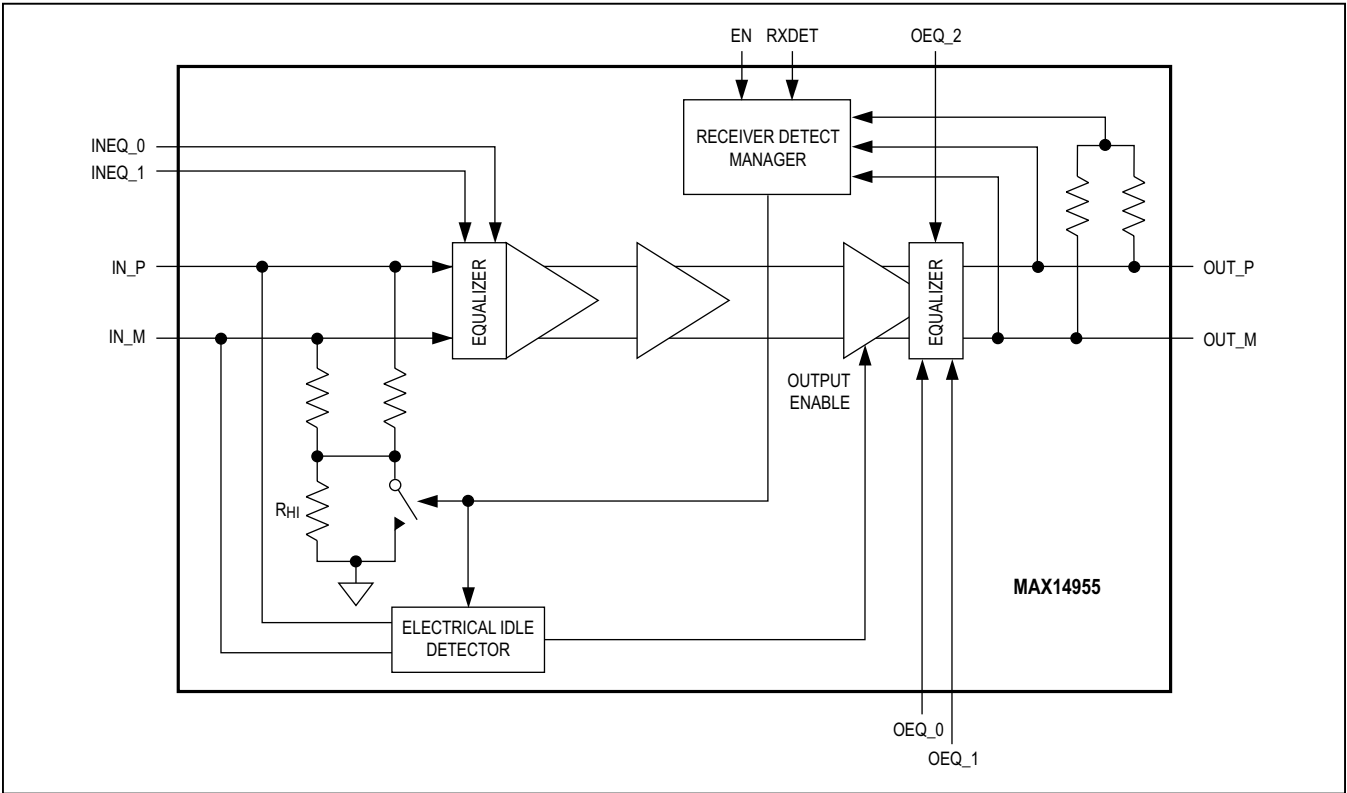 EN RXDET OEQ_2
INEQ_0
INEQ_1
RECEIVER DETECT
MANAGER
IN_P
IN_M
EQUALIZER
EQUALIZER
OUT_P
OUT_M
OUTPUT
ENABLE
RHI
ELECTRICAL IDLE
DETECTOR
MAX14955
OEQ_0
OEQ_1